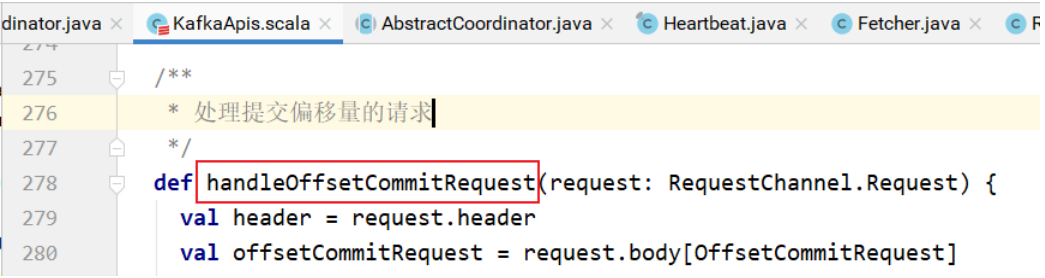 dinator.java × KafkaApis.scala × AbstractCoordinator.java × Heartbeat.java × Fetcher.java ×
274
275 /**
276 * 处理提交偏移量的请求
277 */
278 def handleOffsetCommitRequest(request: RequestChannel.Request) {
279 val header = request.header
280 val offsetCommitRequest = request.body[OffsetCommitRequest]